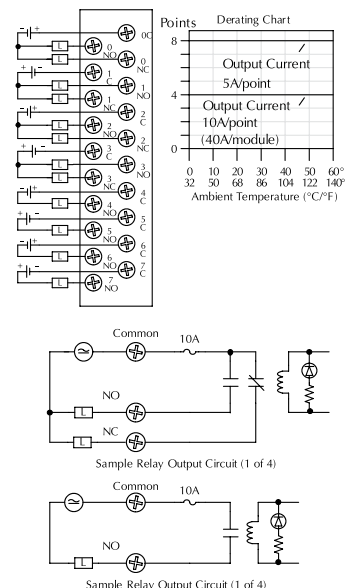 Points Derating Chart
8
Output Current
5A/point
4
Output Current
10A/point
(40A/module)
0
0 10 20 30 40 50 60°
32 50 68 86 104 122 140°
Ambient Temperature (°C/°F)
+ -
0C
L
0
NO
L
0
NC
+ -
1
C
L
1
NO
L
1
NC
- +
2
C
L
2
NO
L
2
NC
+ -
3
C
L
3
NO
L
3
NC
- +
4
C
L
4
NO
+ -
5
C
L
5
NO
- +
6
C
L
6
NO
+ -
7
C
L
7
NO
Common 10A
NO
L
NC
L
Sample Relay Output Circuit (1 of 4)
Common 10A
NO
L
Sample Relay Output Circuit (1 of 4)